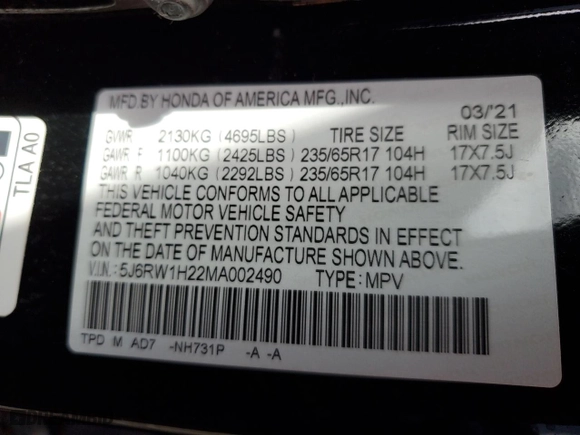 MFD.BY HONDA OF AMERICA MFG.,INC.
03/'21
GVWR 2130KG (4695LBS) TIRE SIZE RIM SIZE
GAWR F 1100KG (2425LBS) 235/65R17 104H 17X7.5J
GAWR R 1040KG (2292LBS) 235/65R17 104H 17X7.5J
THIS VEHICLE CONFORMS TO ALL APPLICABLE
FEDERAL MOTOR VEHICLE SAFETY
AND THEFT PREVENTION STANDARDS IN EFFECT
ON THE DATE OF MANUFACTURE SHOWN ABOVE.
V.I.N.: 5J6RW1H22MA002490 TYPE: MPV
TPD M AD7 -NH731P -A -A
TLA A0